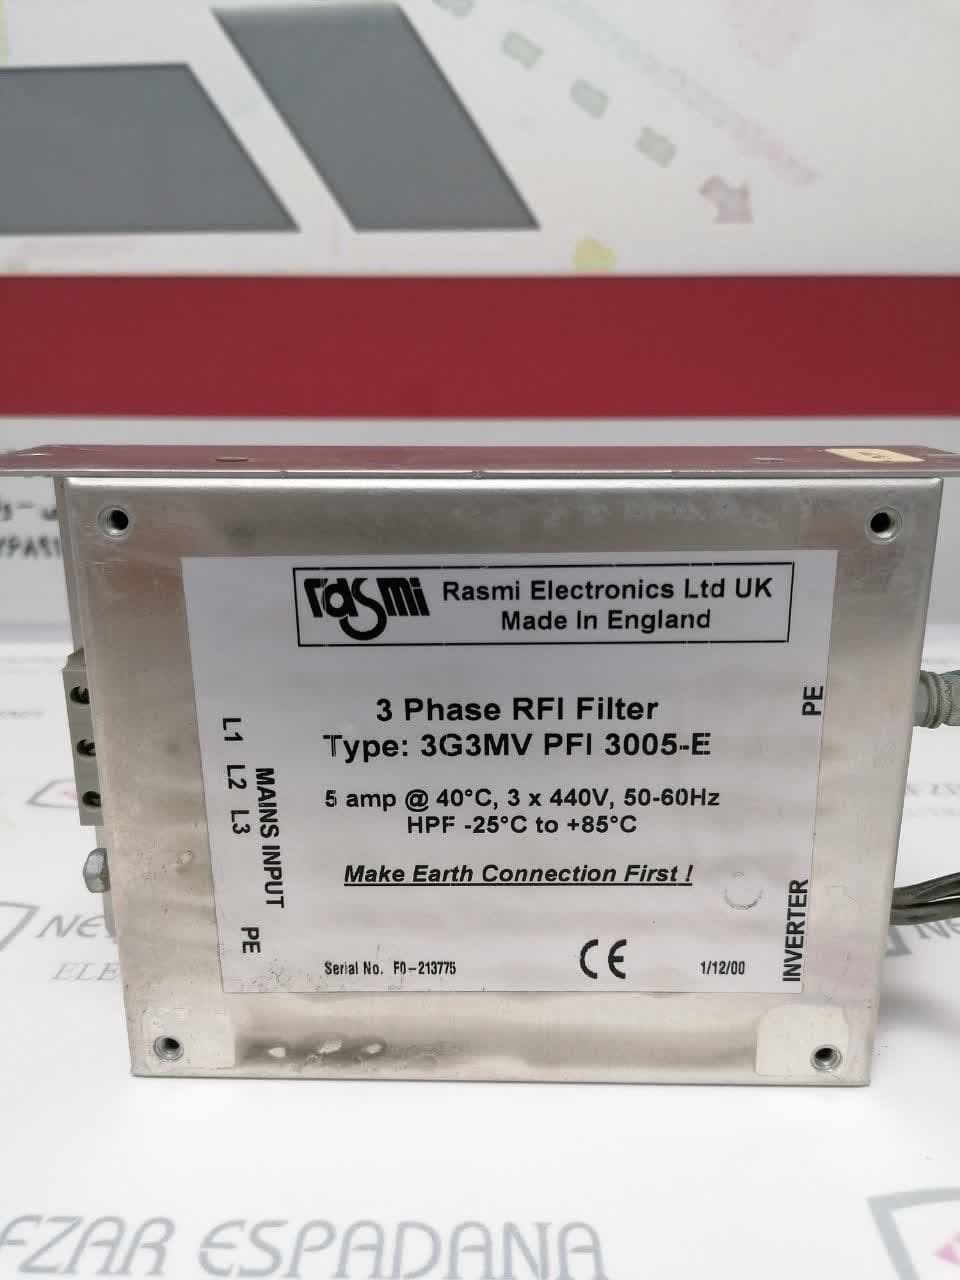 rasmi
Rasmi Electronics Ltd UK
Made In England
3 Phase RFI Filter
Type: 3G3MV PFI 3005-E
5 amp @ 40°C, 3 x 440V, 50-60Hz
HPF -25°C to +85°C
Make Earth Connection First !
Serial No. F0-213775
CE
1/12/00
L1 L2 L3
MAINS INPUT
PE
PE
INVERTER
FZAR ESPADANA